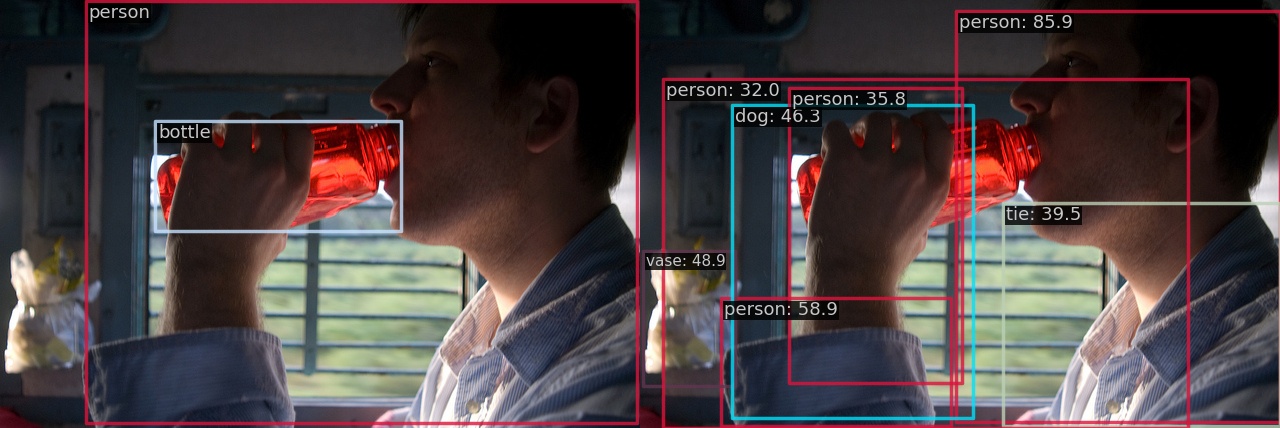 person
bottle
person: 85.9
person: 32.0
person: 35.8
dog: 46.3
tie: 39.5
vase: 48.9
person: 58.9